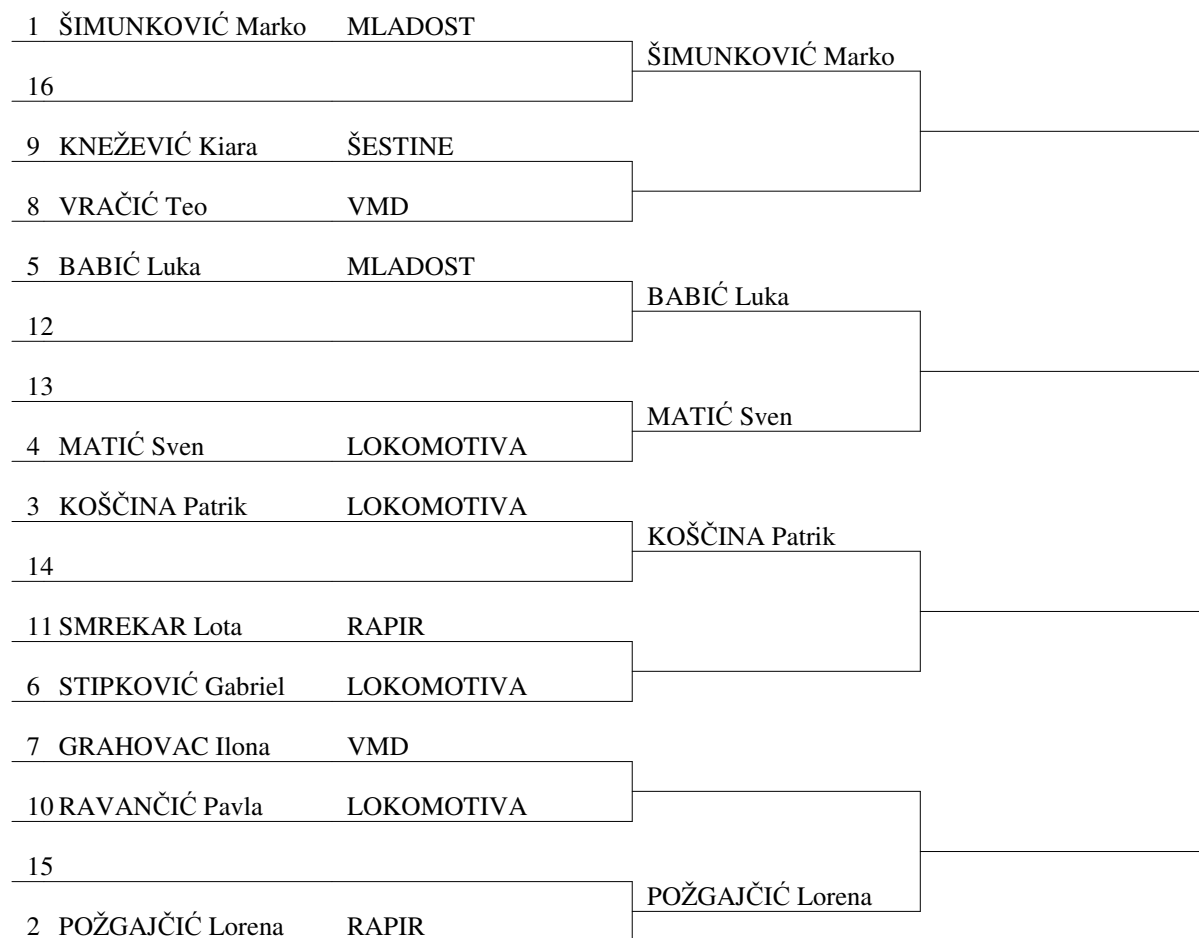 1 ŠIMUNKOVIĆ Marko MLADOST
ŠIMUNKOVIĆ Marko
16
9 KNEŽEVIĆ Kiara ŠESTINE
8 VRAČIĆ Teo VMD
5 BABIĆ Luka MLADOST
BABIĆ Luka
12
13
MATIĆ Sven
4 MATIĆ Sven LOKOMOTIVA
3 KOŠČINA Patrik LOKOMOTIVA
KOŠČINA Patrik
14
11 SMREKAR Lota RAPIR
6 STIPKOVIĆ Gabriel LOKOMOTIVA
7 GRAHOVAC Ilona VMD
10 RAVANČIĆ Pavla LOKOMOTIVA
15
POŽGAJČIĆ Lorena
2 POŽGAJČIĆ Lorena RAPIR